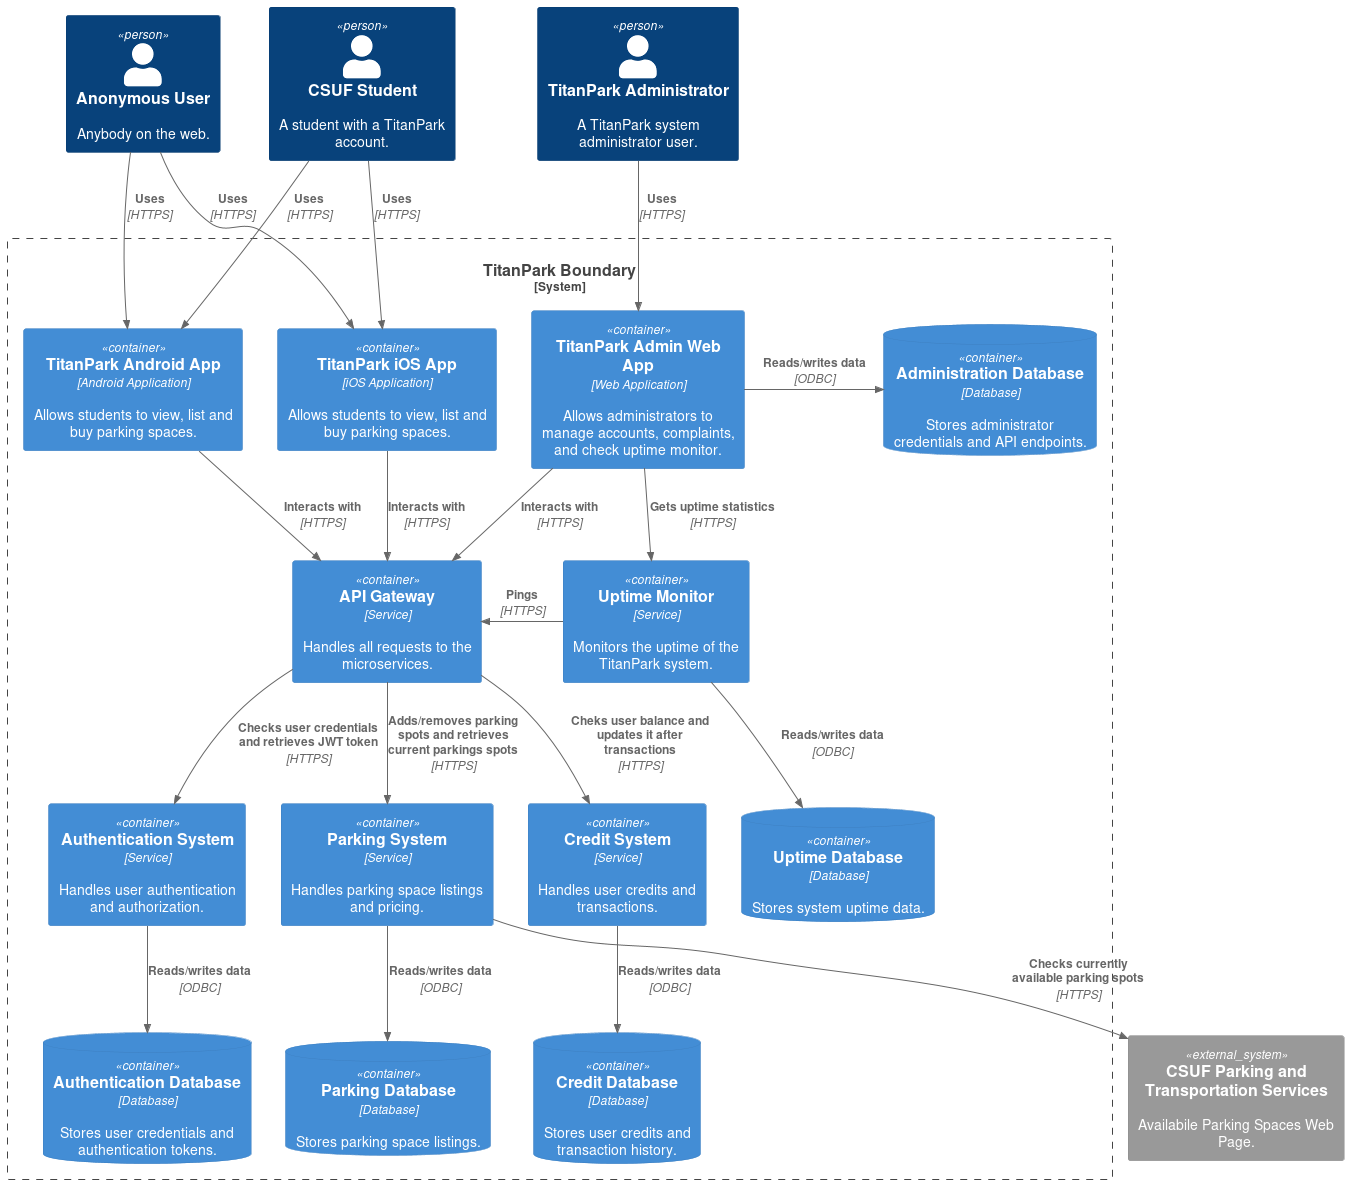 «person»
Anonymous User
Anybody on the web.
«person»
CSUF Student
A student with a TitanPark
account.
«person»
TitanPark Administrator
A TitanPark system
administrator user.
Uses
[HTTPS]
Uses
[HTTPS]
Uses
[HTTPS]
Uses
[HTTPS]
Uses
[HTTPS]
TitanPark Boundary
[System]
«container»
TitanPark Android App
[Android Application]
Allows students to view, list and
buy parking spaces.
«container»
TitanPark iOS App
[iOS Application]
Allows students to view, list and
buy parking spaces.
«container»
TitanPark Admin Web
App
[Web Application]
Allows administrators to
manage accounts, complaints,
and check uptime monitor.
Reads/writes data
[ODBC]
«container»
Administration Database
[Database]
Stores administrator
credentials and API endpoints.
Interacts with
[HTTPS]
Interacts with
[HTTPS]
Interacts with
[HTTPS]
Gets uptime statistics
[HTTPS]
«container»
API Gateway
[Service]
Handles all requests to the
microservices.
Pings
[HTTPS]
«container»
Uptime Monitor
[Service]
Monitors the uptime of the
TitanPark system.
Checks user credentials
and retrieves JWT token
[HTTPS]
Adds/removes parking
spots and retrieves
current parkings spots
[HTTPS]
Cheks user balance and
updates it after
transactions
[HTTPS]
Reads/writes data
[ODBC]
«container»
Authentication System
[Service]
Handles user authentication
and authorization.
«container»
Parking System
[Service]
Handles parking space listings
and pricing.
«container»
Credit System
[Service]
Handles user credits and
transactions.
«container»
Uptime Database
[Database]
Stores system uptime data.
Reads/writes data
[ODBC]
Reads/writes data
[ODBC]
Reads/writes data
[ODBC]
Checks currently
available parking spots
[HTTPS]
«container»
Authentication Database
[Database]
Stores user credentials and
authentication tokens.
«container»
Parking Database
[Database]
Stores parking space listings.
«container»
Credit Database
[Database]
Stores user credits and
transaction history.
«external_system»
CSUF Parking and
Transportation Services
Availabile Parking Spaces Web
Page.